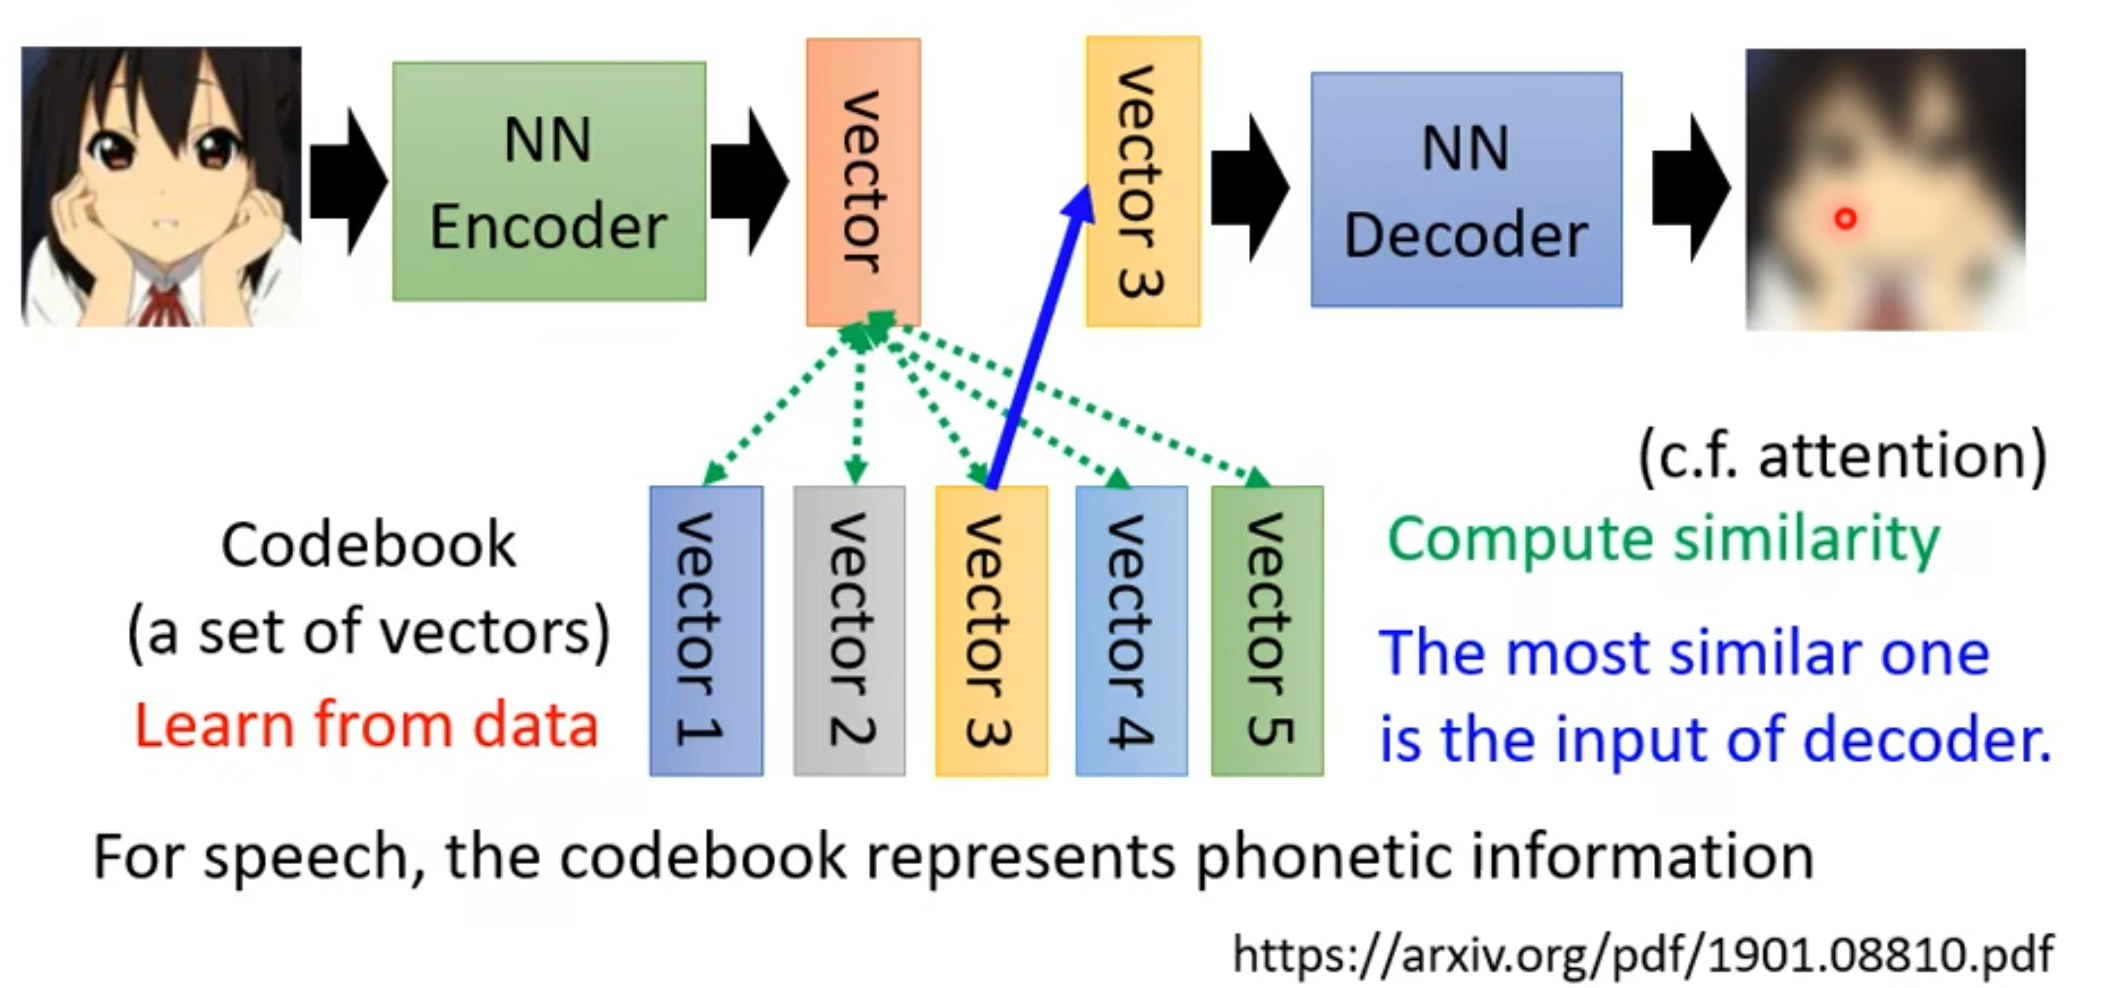 NN
Encoder
vector
vector 3
NN
Decoder
(c.f. attention)
Codebook
(a set of vectors)
Learn from data
vector 1
vector 2
vector 3
vector 4
vector 5
Compute similarity
The most similar one
is the input of decoder.
For speech, the codebook represents phonetic information
https://arxiv.org/pdf/1901.08810.pdf